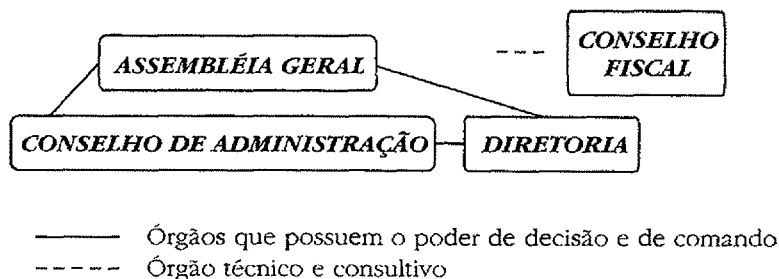 CONSELHO
FISCAL
ASSEMBLÉIA GERAL
CONSELHO DE ADMINISTRAÇÃO
DIRETORIA
Órgãos que possuem o poder de decisão e de comando
Órgão técnico e consultivo